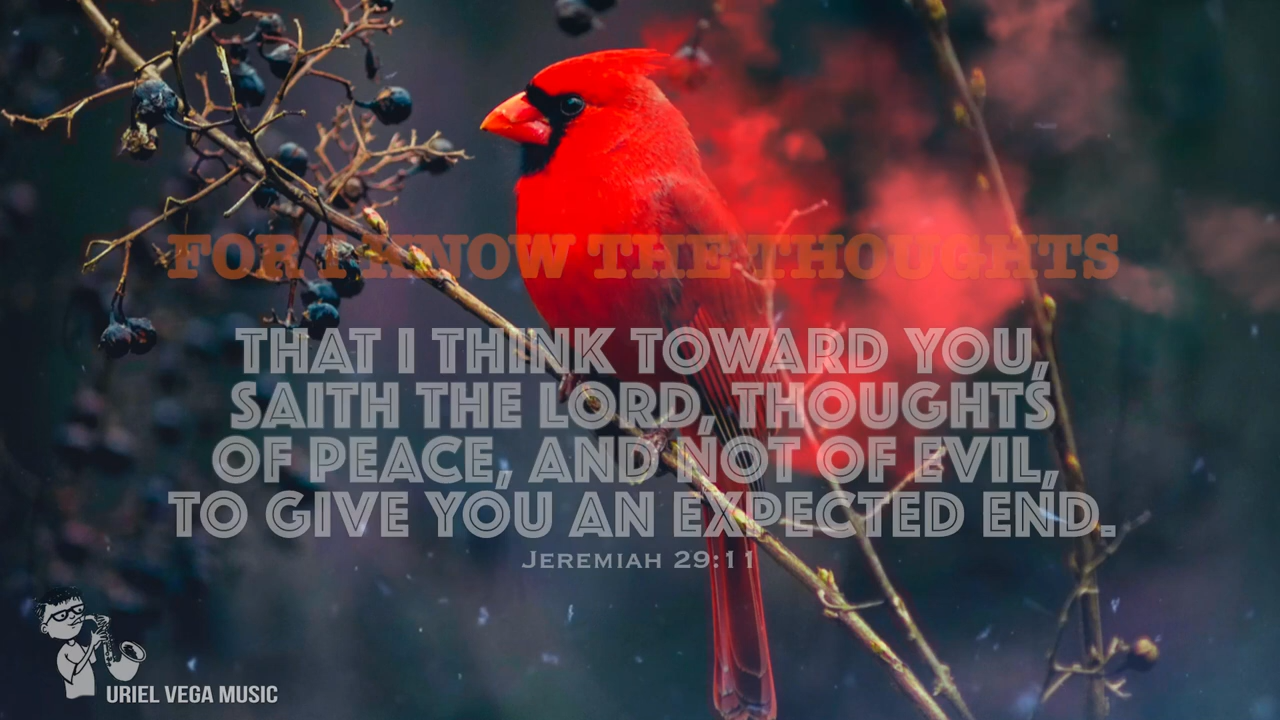 FOR I KNOW THE THOUGHTS
THAT I THINK TOWARD YOU,
SAITH THE LORD, THOUGHTS
OF PEACE, AND NOT OF EVIL,
TO GIVE YOU AN EXPECTED END.
JEREMIAH 29:11
URIEL VEGA MUSIC